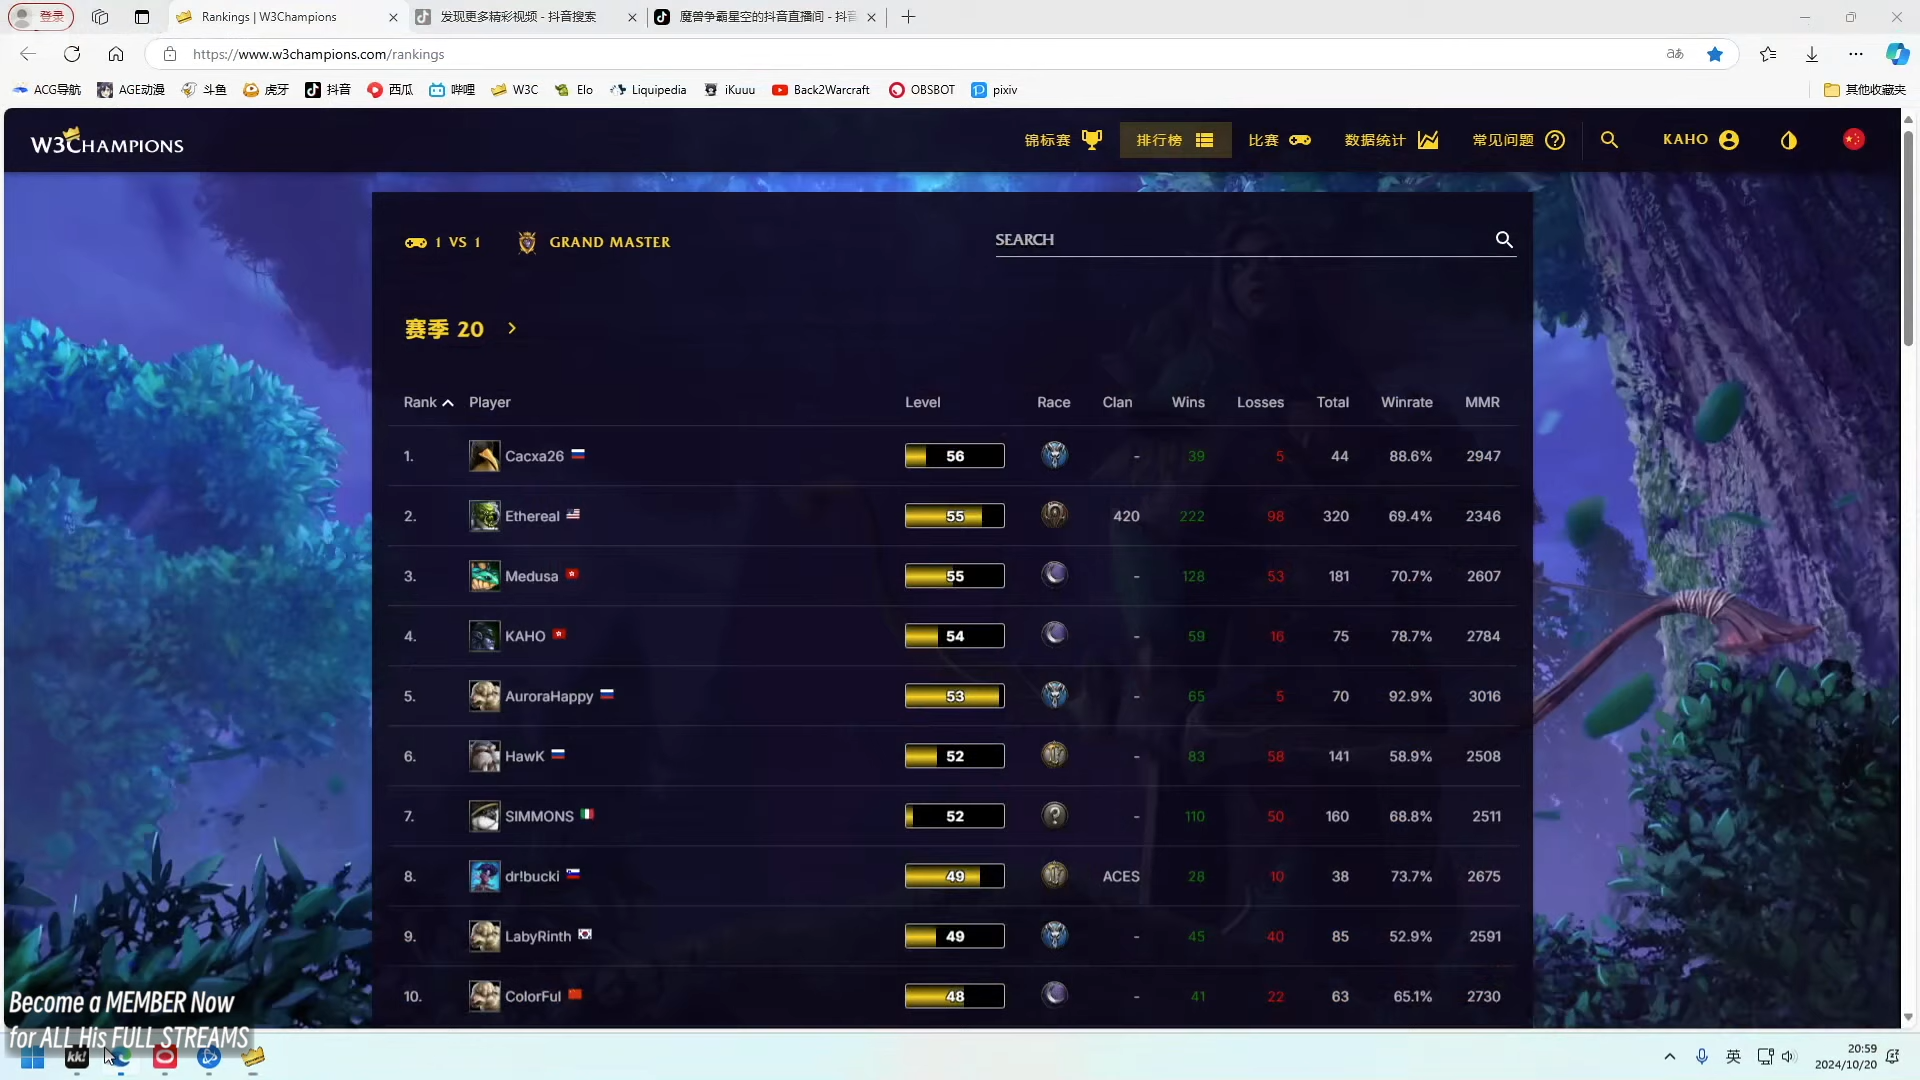 登录
Rankings | W3Champions
发现更多精彩视频 - 抖音搜索
魔兽争霸星空的抖音直播间 - 抖音
https://www.w3champions.com/rankings
ACG导航 AGE动漫 斗鱼 虎牙 抖音 西瓜 哔哩 W3C Elo Liquipedia iKuuu Back2Warcraft OBSBOT pixiv 其他收藏夹
W3CHAMPIONS
锦标赛 排行榜 比赛 数据统计 常见问题 KAHO
1 VS 1 GRAND MASTER SEARCH
赛季 20
Rank Player Level Race Clan Wins Losses Total Winrate MMR
1. Cacxa26 56 - 39 5 44 88.6% 2947
2. Ethereal 55 420 222 98 320 69.4% 2346
3. Medusa 55 - 128 53 181 70.7% 2607
4. KAHO 54 - 59 16 75 78.7% 2784
5. AuroraHappy 53 - 65 5 70 92.9% 3016
6. HawK 52 - 83 58 141 58.9% 2508
7. SIMMONS 52 - 110 50 160 68.8% 2511
8. dr!bucki 49 ACES 28 10 38 73.7% 2675
9. LabyRinth 49 - 45 40 85 52.9% 2591
10. ColorFul 48 - 41 22 63 65.1% 2730
Become a MEMBER Now
for ALL His FULL STREAMS
kk!
英
20:59
2024/10/20